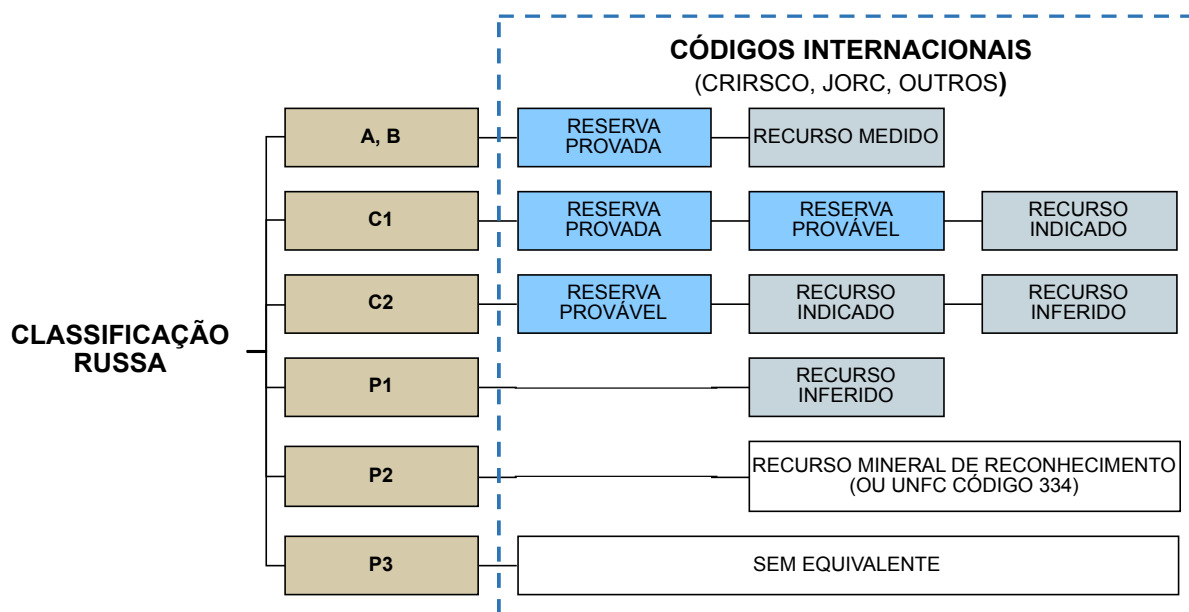 CÓDIGOS INTERNACIONAIS
(CRIRSCO, JORC, OUTROS)
A, B
RESERVA
PROVADA
RECURSO MEDIDO
C1
RESERVA
PROVADA
RESERVA
PROVÁVEL
RECURSO
INDICADO
C2
RESERVA
PROVÁVEL
RECURSO
INDICADO
RECURSO
INFERIDO
CLASSIFICAÇÃO
RUSSA
P1
RECURSO
INFERIDO
P2
RECURSO MINERAL DE RECONHECIMENTO
(OU UNFC CÓDIGO 334)
P3
SEM EQUIVALENTE